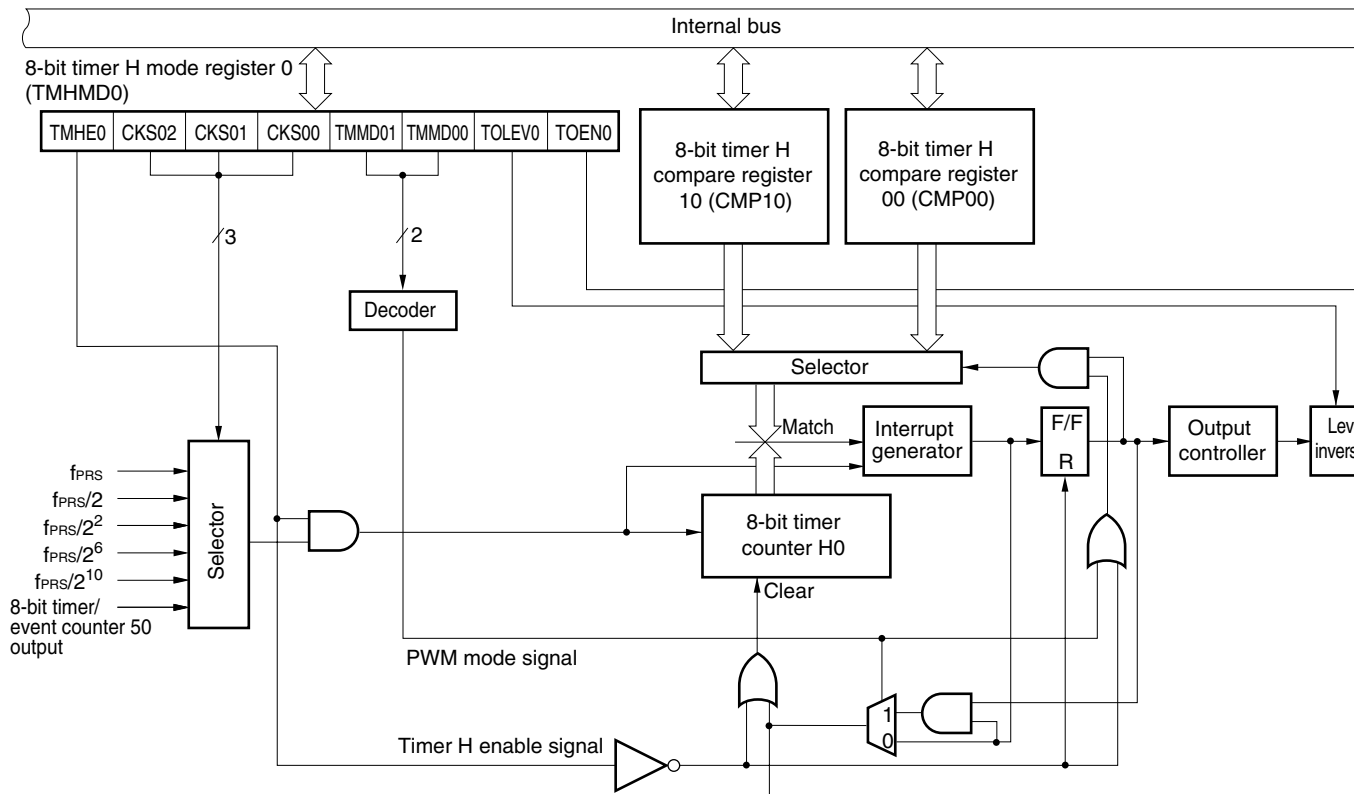 Internal bus
8-bit timer H mode register 0
(TMHMD0)
TMHE0 CKS02 CKS01 CKS00 TMMD01 TMMD00 TOLEV0 TOEN0
8-bit timer H
compare register
10 (CMP10)
8-bit timer H
compare register
00 (CMP00)
3
2
Decoder
Selector
Match
Interrupt
generator
F/F
R
Output
controller
Lev
invers
fPRS
fPRS/2
fPRS/2²
fPRS/2⁶
fPRS/2¹⁰
8-bit timer/
event counter 50
output
Selector
8-bit timer
counter H0
Clear
PWM mode signal
1
0
Timer H enable signal